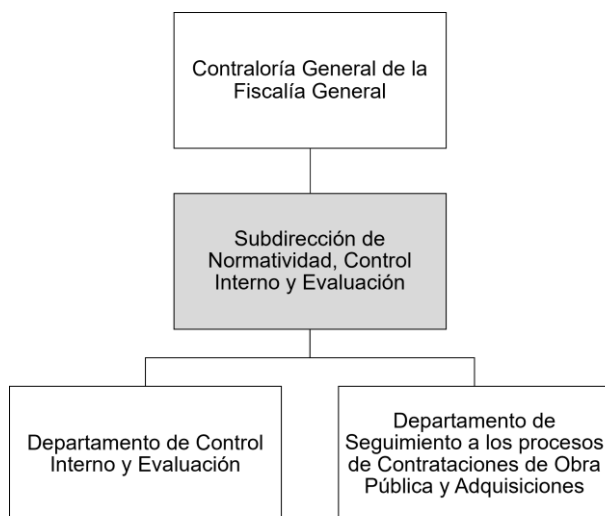 Contraloría General de la
Fiscalía General
Subdirección de
Normatividad, Control
Interno y Evaluación
Departamento de Control
Interno y Evaluación
Departamento de
Seguimiento a los procesos
de Contrataciones de Obra
Pública y Adquisiciones